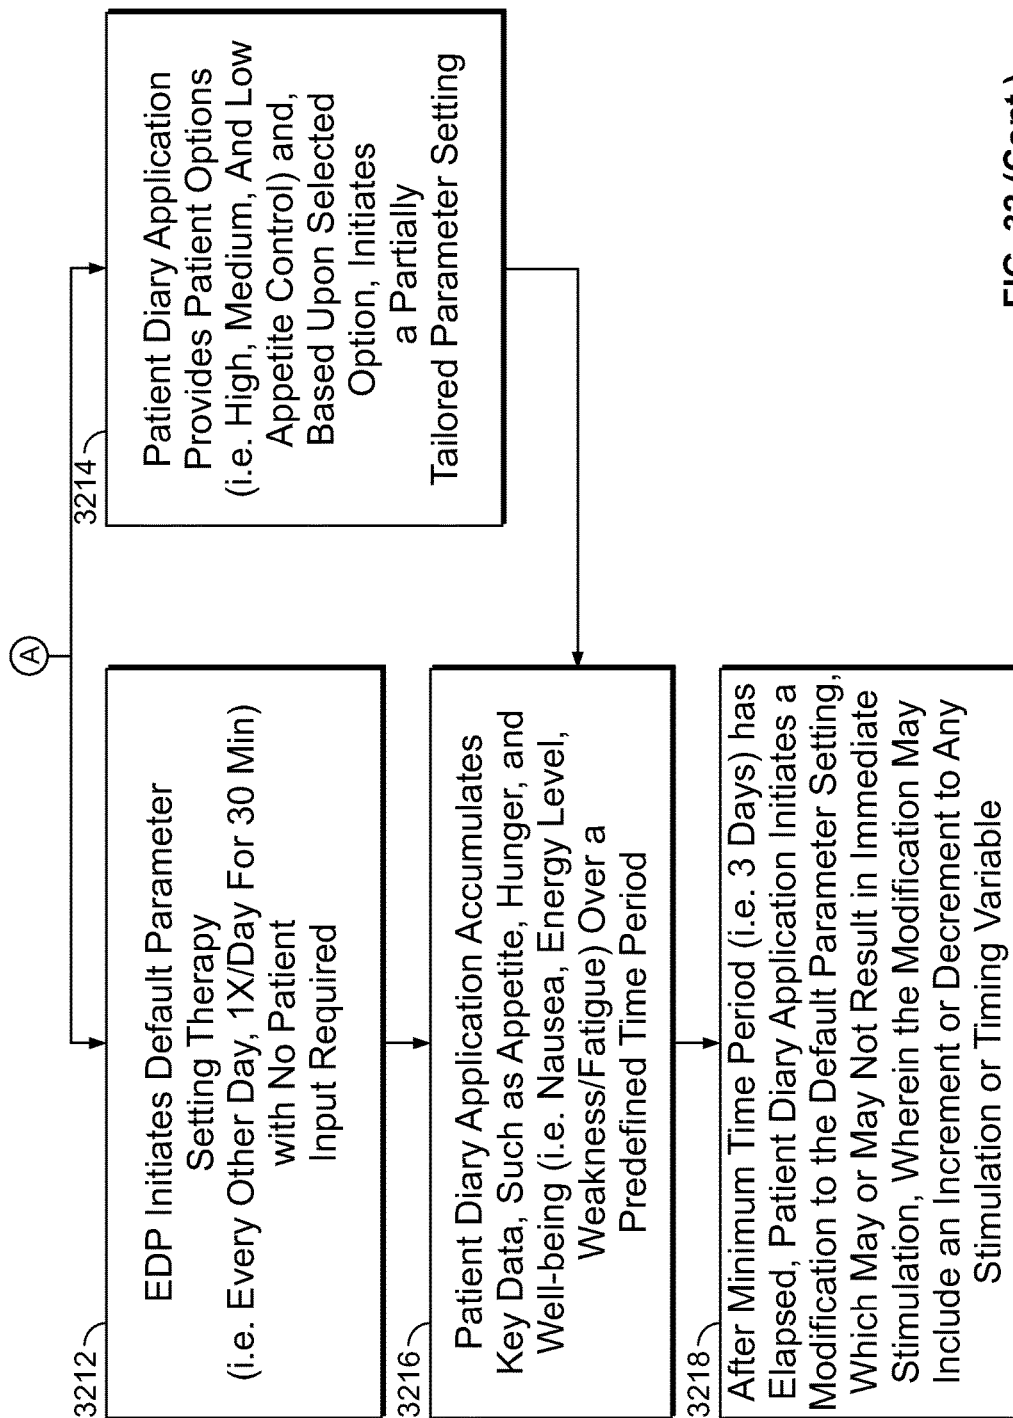 A
3212
EDP Initiates Default Parameter
Setting Therapy
(i.e. Every Other Day, 1X/Day For 30 Min)
with No Patient
Input Required
3214
Patient Diary Application
Provides Patient Options
(i.e. High, Medium, And Low
Appetite Control) and,
Based Upon Selected
Option, Initiates
a Partially
Tailored Parameter Setting
3216
Patient Diary Application Accumulates
Key Data, Such as Appetite, Hunger, and
Well-being (i.e. Nausea, Energy Level,
Weakness/Fatigue) Over a
Predefined Time Period
3218
After Minimum Time Period (i.e. 3 Days) has
Elapsed, Patient Diary Application Initiates a
Modification to the Default Parameter Setting,
Which May or May Not Result in Immediate
Stimulation, Wherein the Modification May
Include an Increment or Decrement to Any
Stimulation or Timing Variable
FIG. (Cont.)